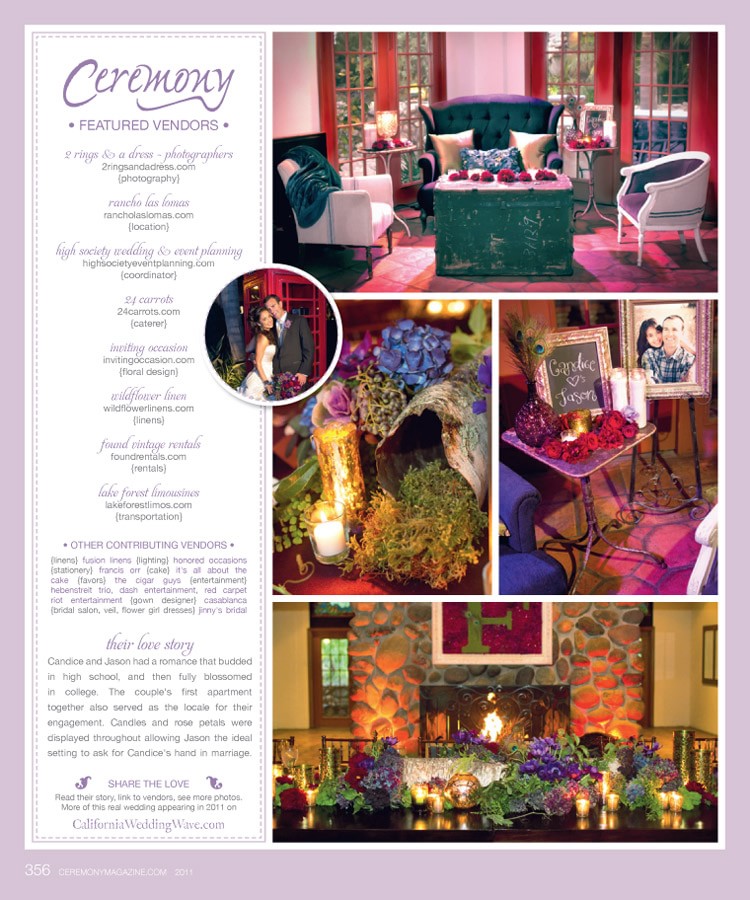 Ceremony
• FEATURED VENDORS •
2 rings & a dress - photographers
2ringsandadress.com
{photography}
rancho las lomas
rancholaslomas.com
{location}
high society wedding & event planning
highsocietyeventplanning.com
{coordinator}
24 carrots
24carrots.com
{caterer}
inviting occasion
invitingoccasion.com
{floral design}
wildflower linen
wildflowerlinens.com
{linens}
found vintage rentals
foundrentals.com
{rentals}
lake forest limousines
lakeforestlimos.com
{transportation}
• OTHER CONTRIBUTING VENDORS •
{linens} fusion linens {lighting} honored occasions
{stationery} francis orr {cake} it's all about the
cake {favors} the cigar guys {entertainment}
hebenstreit trio, dash entertainment, red carpet
riot entertainment {gown designer} casablanca
{bridal salon, veil, flower girl dresses} jinny's bridal
their love story
Candice and Jason had a romance that budded
in high school, and then fully blossomed
in college. The couple's first apartment
together also served as the locale for their
engagement. Candles and rose petals were
displayed throughout allowing Jason the ideal
setting to ask for Candice's hand in marriage.
SHARE THE LOVE
Read their story, link to vendors, see more photos.
More of this real wedding appearing in 2011 on
CaliforniaWeddingWave.com
Candice
Jason
F
356 CEREMONYMAGAZINE.COM 2011